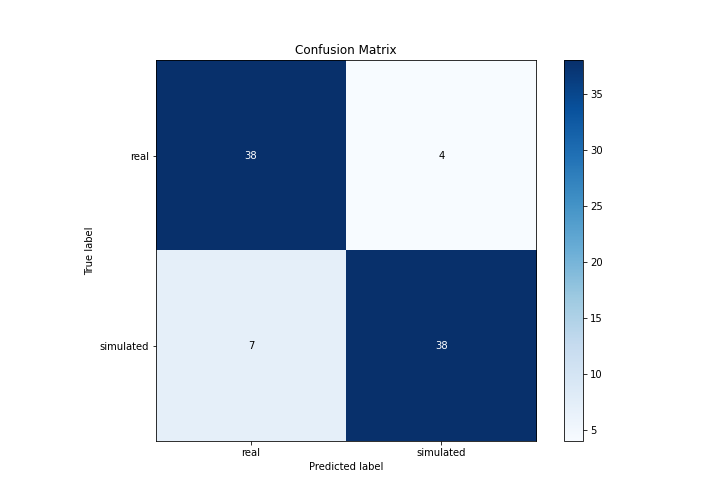 Confusion Matrix
real
38
4
35
30
25
20
15
10
5
True label
simulated
7
38
real
simulated
Predicted label